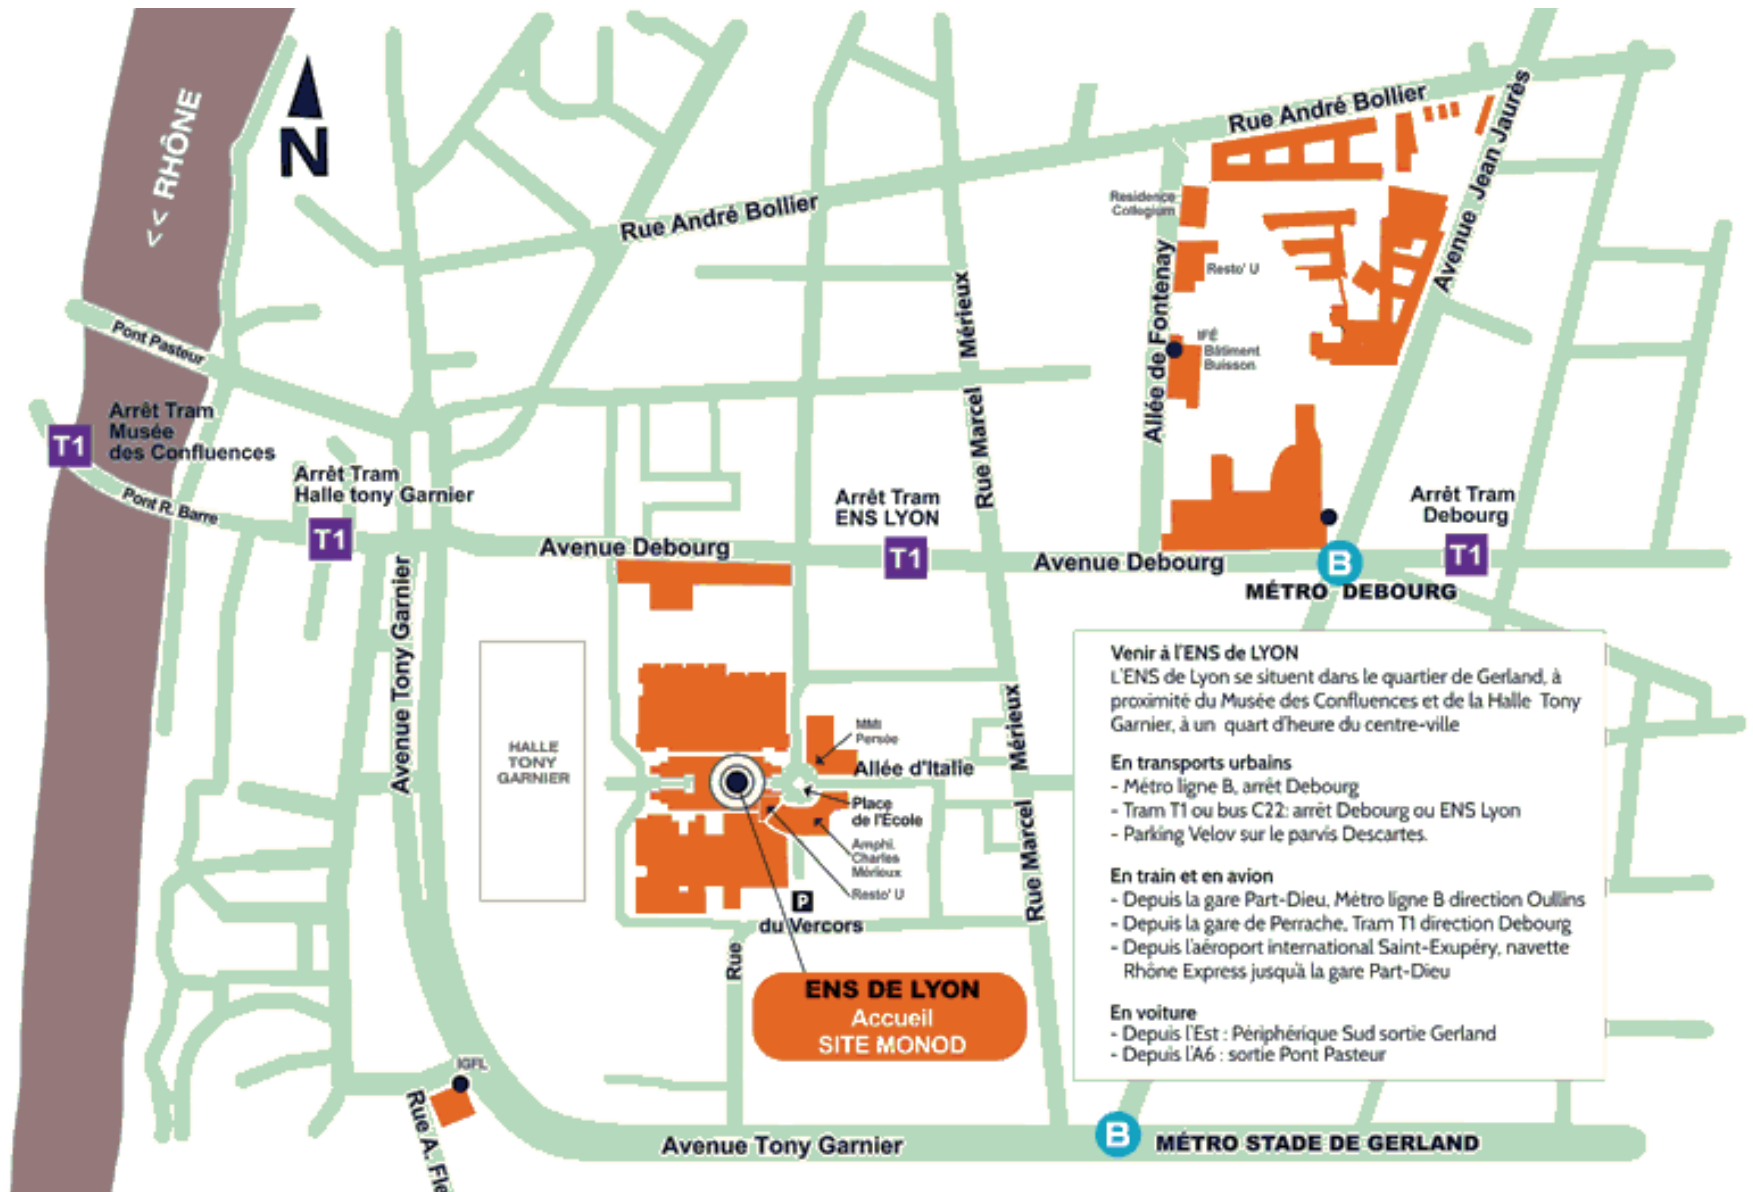 << RHÔNE
N
Rue André Bollier
Rue André Bollier
Avenue Jean Jaurès
Residence
Collegium
Resto' U
Allée de Fontenay
IFÉ
Bâtiment
Buisson
Pont Pasteur
Rue Marcel Mérieux
T1
Arrêt Tram
Musée
des Confluences
Pont R. Barre
Arrêt Tram
Halle tony Garnier
T1
Avenue Debourg
Arrêt Tram
ENS LYON
T1
Avenue Debourg
B
MÉTRO DEBOURG
Arrêt Tram
Debourg
T1
Avenue Tony Garnier
HALLE
TONY
GARNIER
MMI
Persée
Allée d'Italie
Place
de l'École
Amphi.
Charles
Mérieux
Resto' U
P
Rue
du Vercors
Rue Marcel Mérieux
ENS DE LYON
Accueil
SITE MONOD
Venir à l'ENS de LYON
L'ENS de Lyon se situent dans le quartier de Gerland, à
proximité du Musée des Confluences et de la Halle Tony
Garnier, à un quart d'heure du centre-ville
En transports urbains
- Métro ligne B, arrêt Debourg
- Tram T1 ou bus C22: arrêt Debourg ou ENS Lyon
- Parking Velov sur le parvis Descartes.
En train et en avion
- Depuis la gare Part-Dieu, Métro ligne B direction Oullins
- Depuis la gare de Perrache, Tram T1 direction Debourg
- Depuis l'aéroport international Saint-Exupéry, navette
Rhône Express jusqu'à la gare Part-Dieu
En voiture
- Depuis l'Est : Périphérique Sud sortie Gerland
- Depuis l'A6 : sortie Pont Pasteur
IGFL
Rue A. Fle
Avenue Tony Garnier
B
MÉTRO STADE DE GERLAND